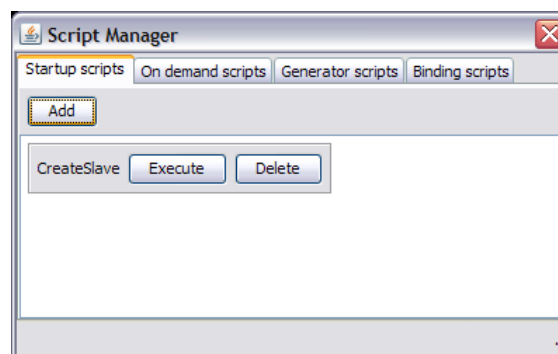 Script Manager
Startup scripts On demand scripts Generator scripts Binding scripts
Add
CreateSlave Execute Delete